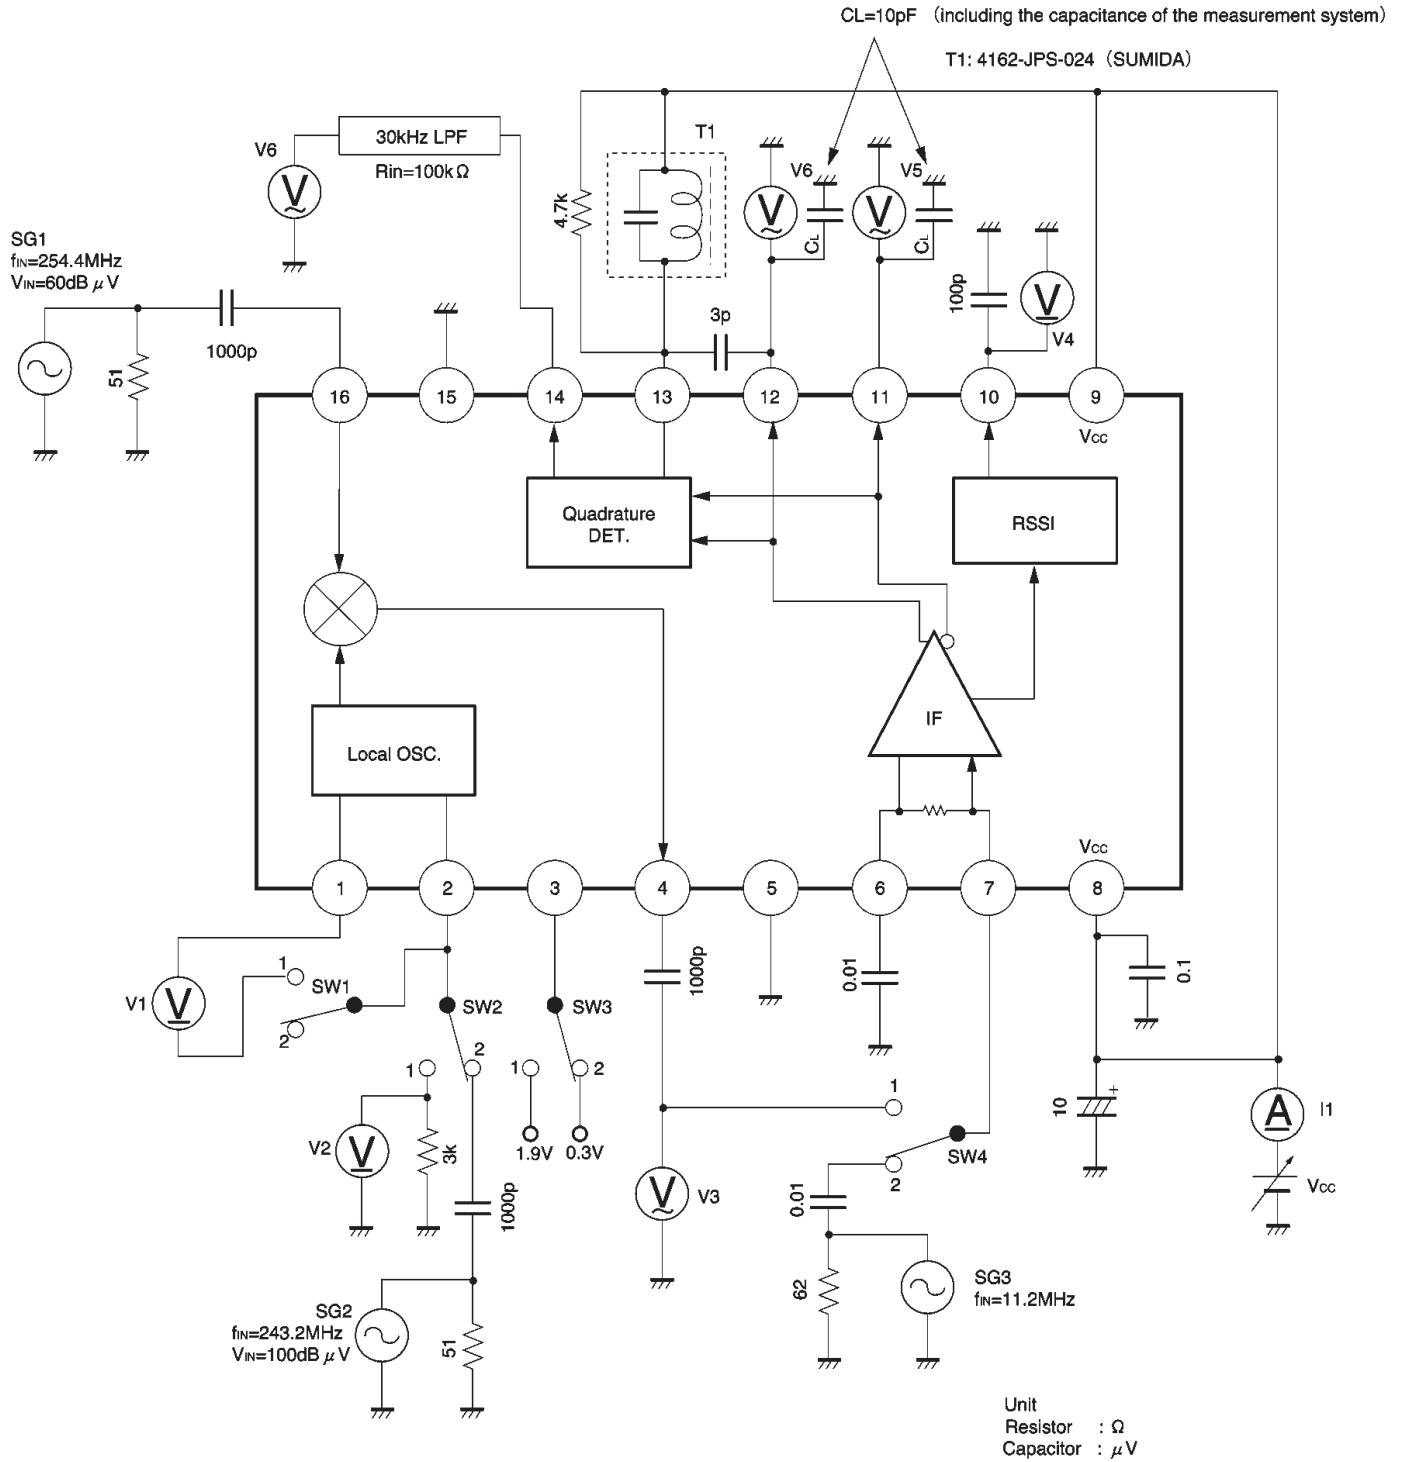 CL=10pF （including the capacitance of the measurement system）
T1: 4162-JPS-024（SUMIDA）
30kHz LPF
Rin=100kΩ
V6
V
T1
4.7k
V6
V
CL
V5
V
CL
SG1
fIN=254.4MHz
VIN=60dB μV
100p
V
V4
3p
1000p
51
16
15
14
13
12
11
10
9
Vcc
Quadrature
DET.
RSSI
IF
Local OSC.
Vcc
1
2
3
4
5
6
7
8
V1
V
1
SW1
2
SW2
SW3
1000p
0.01
0.1
1
2
1
2
1
V2
V
3k
1.9V
0.3V
10
+
A
I1
SW4
2
1000p
V
V3
0.01
Vcc
62
SG3
fIN=11.2MHz
SG2
fIN=243.2MHz
VIN=100dB μV
51
Unit
Resistor : Ω
Capacitor : μV